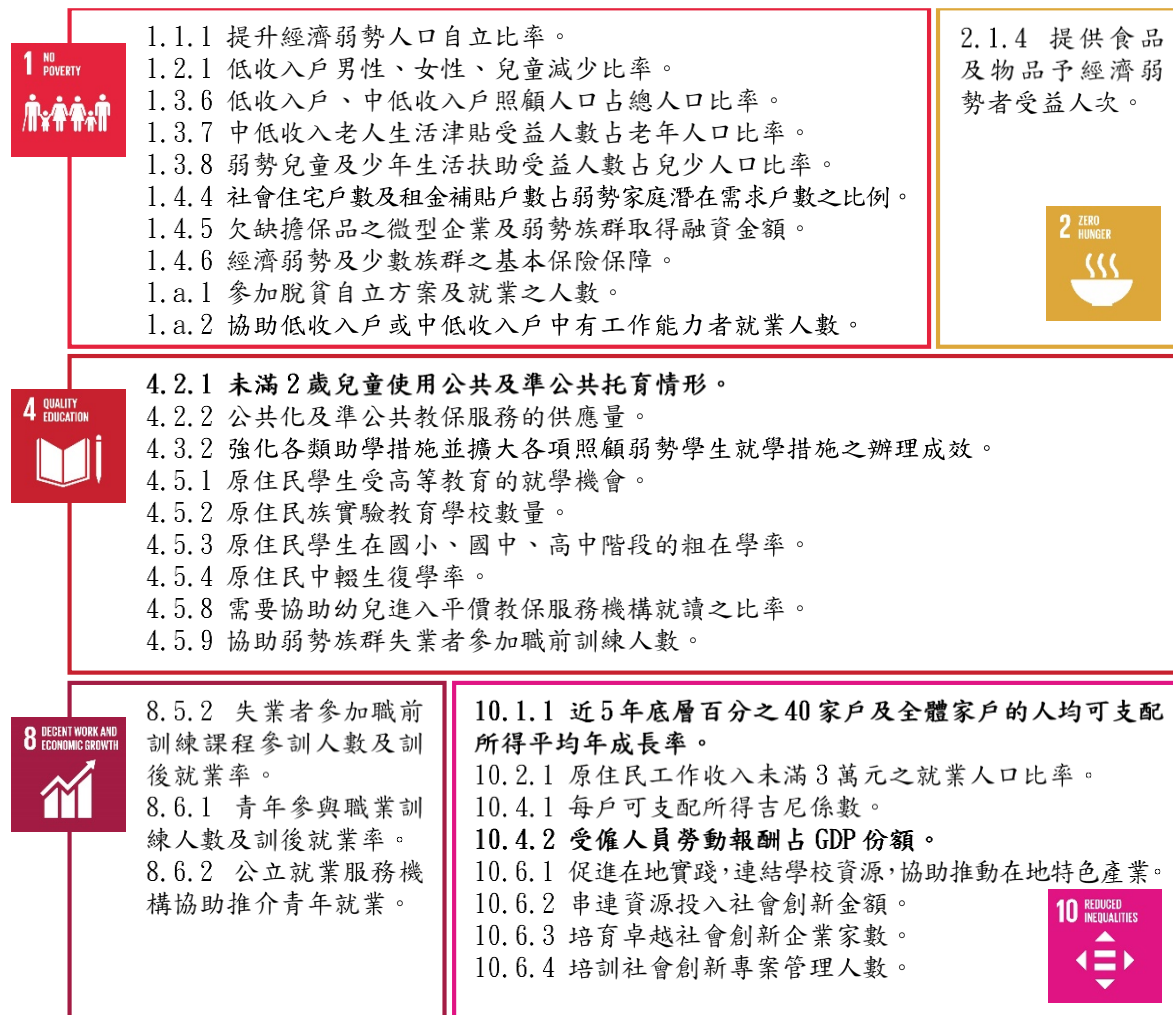 1 NO
POVERTY
1.1.1 提升經濟弱勢人口自立比率。
1.2.1 低收入戶男性、女性、兒童減少比率。
1.3.6 低收入戶、中低收入戶照顧人口占總人口比率。
1.3.7 中低收入老人生活津貼受益人數占老年人口比率。
1.3.8 弱勢兒童及少年生活扶助受益人數占兒少人口比率。
1.4.4 社會住宅戶數及租金補貼戶數占弱勢家庭潛在需求戶數之比例。
1.4.5 欠缺擔保品之微型企業及弱勢族群取得融資金額。
1.4.6 經濟弱勢及少數族群之基本保險保障。
1.a.1 參加脫貧自立方案及就業之人數。
1.a.2 協助低收入戶或中低收入戶中有工作能力者就業人數。
2.1.4 提供食品
及物品予經濟弱
勢者受益人次。
2 ZERO
HUNGER
4 QUALITY
EDUCATION
4.2.1 未滿2歲兒童使用公共及準公共托育情形。
4.2.2 公共化及準公共教保服務的供應量。
4.3.2 強化各類助學措施並擴大各項照顧弱勢學生就學措施之辦理成效。
4.5.1 原住民學生受高等教育的就學機會。
4.5.2 原住民族實驗教育學校數量。
4.5.3 原住民學生在國小、國中、高中階段的粗在學率。
4.5.4 原住民中輟生復學率。
4.5.8 需要協助幼兒進入平價教保服務機構就讀之比率。
4.5.9 協助弱勢族群失業者參加職前訓練人數。
8 DECENT WORK AND
ECONOMIC GROWTH
8.5.2 失業者參加職前
訓練課程參訓人數及訓
後就業率。
8.6.1 青年參與職業訓
練人數及訓後就業率。
8.6.2 公立就業服務機
構協助推介青年就業。
10.1.1 近5年底層百分之40家戶及全體家戶的人均可支配
所得平均年成長率。
10.2.1 原住民工作收入未滿3萬元之就業人口比率。
10.4.1 每戶可支配所得吉尼係數。
10.4.2 受僱人員勞動報酬占GDP份額。
10.6.1 促進在地實踐,連結學校資源,協助推動在地特色產業。
10.6.2 串連資源投入社會創新金額。
10.6.3 培育卓越社會創新企業家數。
10.6.4 培訓社會創新專案管理人數。
10 REDUCED
INEQUALITIES